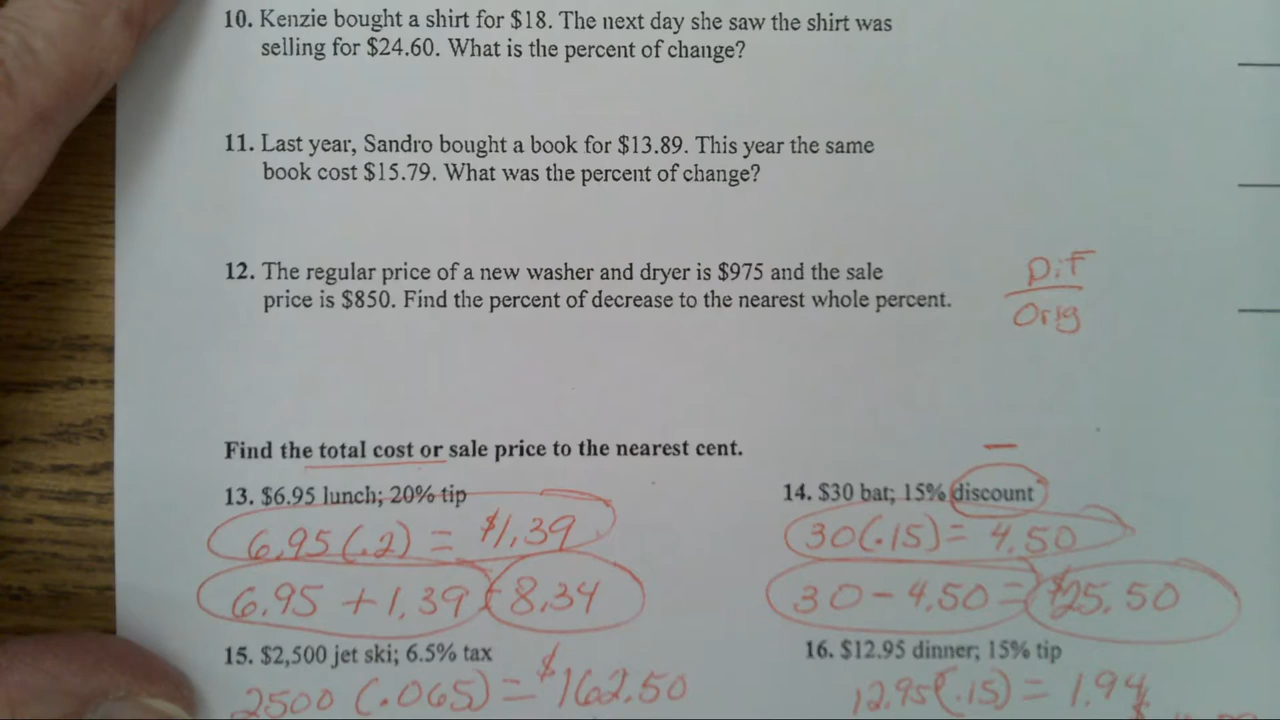 10. Kenzie bought a shirt for $18. The next day she saw the shirt was
selling for $24.60. What is the percent of change?
11. Last year, Sandro bought a book for $13.89. This year the same
book cost $15.79. What was the percent of change?
12. The regular price of a new washer and dryer is $975 and the sale
price is $850. Find the percent of decrease to the nearest whole percent.
Dif
Orig
Find the total cost or sale price to the nearest cent.
13. $6.95 lunch; 20% tip
6.95(.2) = $1.39
6.95 + 1.39 = 8.34
14. $30 bat; 15% discount
30(.15) = 4.50
30 - 4.50 = $25.50
15. $2,500 jet ski; 6.5% tax
2500 (.065) = $162.50
16. $12.95 dinner; 15% tip
12.95(.15) = 1.94